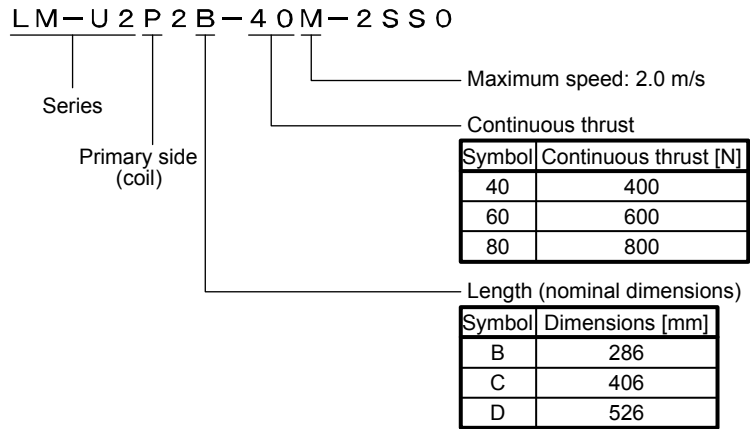 LM-U2P2B-40M-2SS0
Maximum speed: 2.0 m/s
Series
Continuous thrust
Primary side
(coil)
Symbol Continuous thrust [N]
40 400
60 600
80 800
Length (nominal dimensions)
Symbol Dimensions [mm]
B 286
C 406
D 526